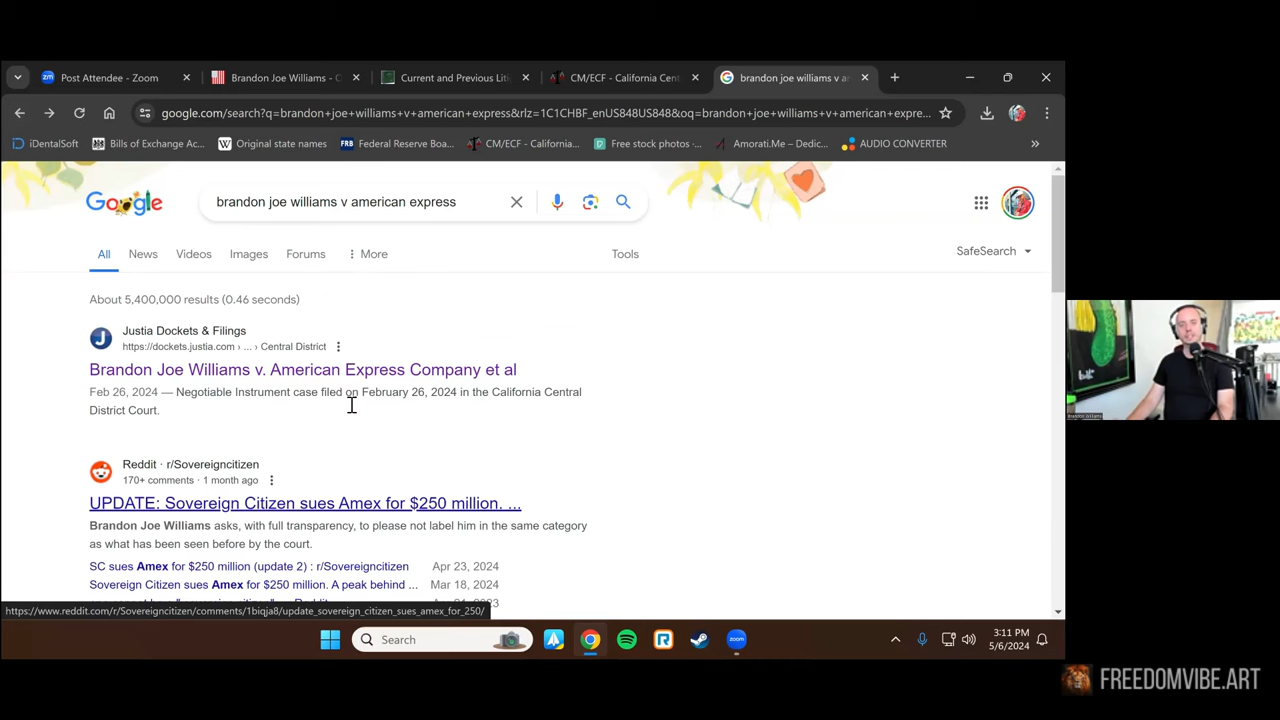 Post Attendee - Zoom
Brandon Joe Williams - C
Current and Previous Liti
CM/ECF - California Cent
brandon joe williams v a
google.com/search?q=brandon+joe+williams+v+american+express&rlz=1C1CHBF_enUS848US848&oq=brandon+joe+williams+v+american+expre...
iDentalSoft
Bills of Exchange Ac...
Original state names
Federal Reserve Boa...
CM/ECF - California...
Free stock photos ·...
Amorati.Me – Dedic...
AUDIO CONVERTER
Google
brandon joe williams v american express
All
News
Videos
Images
Forums
More
Tools
SafeSearch
About 5,400,000 results (0.46 seconds)
Justia Dockets & Filings
https://dockets.justia.com › ... › Central District
Brandon Joe Williams v. American Express Company et al
Feb 26, 2024 — Negotiable Instrument case filed on February 26, 2024 in the California Central
District Court.
Reddit · r/Sovereigncitizen
170+ comments · 1 month ago
UPDATE: Sovereign Citizen sues Amex for $250 million. ...
Brandon Joe Williams asks, with full transparency, to please not label him in the same category
as what has been seen before by the court.
SC sues Amex for $250 million (update 2) : r/Sovereigncitizen Apr 23, 2024
Sovereign Citizen sues Amex for $250 million. A peak behind ... Mar 18, 2024
https://www.reddit.com/r/Sovereigncitizen/comments/1biqja8/update_sovereign_citizen_sues_amex_for_250/
Search
3:11 PM
5/6/2024
Brandon Williams
FREEDOMVIBE.ART